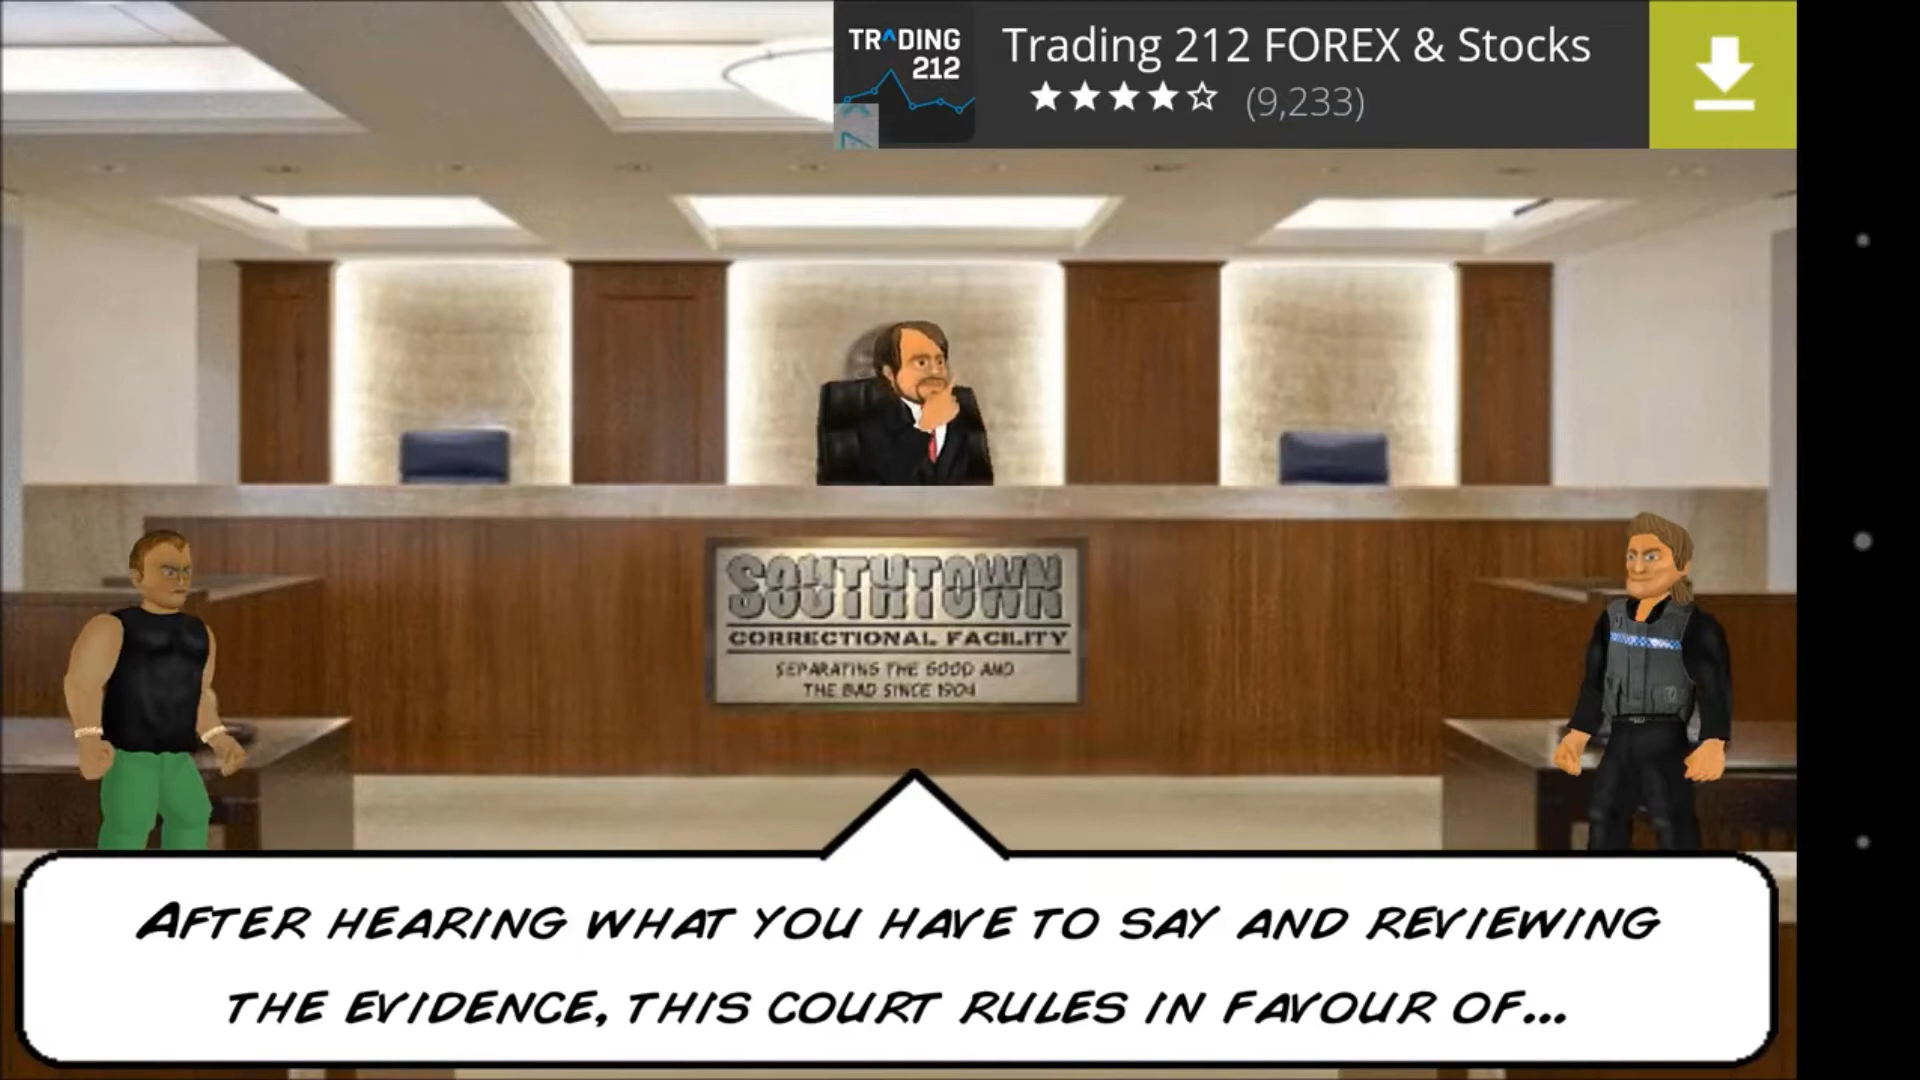 TRADING
212
Trading 212 FOREX & Stocks
(9,233)
SOUTHTOWN
CORRECTIONAL FACILITY
SEPARATING THE GOOD AND
THE BAD SINCE 1904
AFTER HEARING WHAT YOU HAVE TO SAY AND REVIEWING
THE EVIDENCE, THIS COURT RULES IN FAVOUR OF...